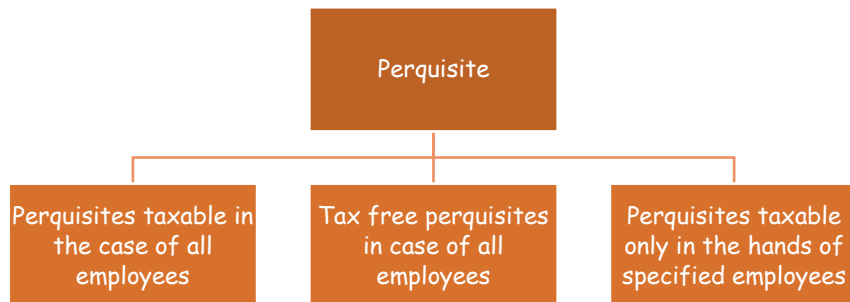 Perquisite
Perquisites taxable in
the case of all
employees
Tax free perquisites
in case of all
employees
Perquisites taxable
only in the hands of
specified employees